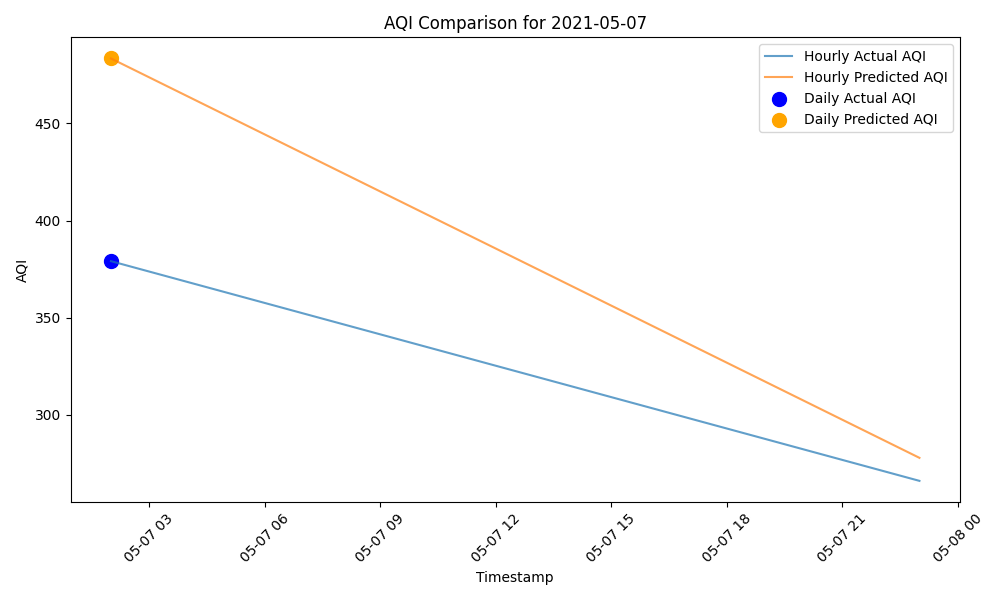 AQI Comparison for 2021-05-07
Hourly Actual AQI
Hourly Predicted AQI
Daily Actual AQI
Daily Predicted AQI
AQI
450
400
350
300
05-07 03
05-07 06
05-07 09
05-07 12
05-07 15
05-07 18
05-07 21
05-08 00
Timestamp